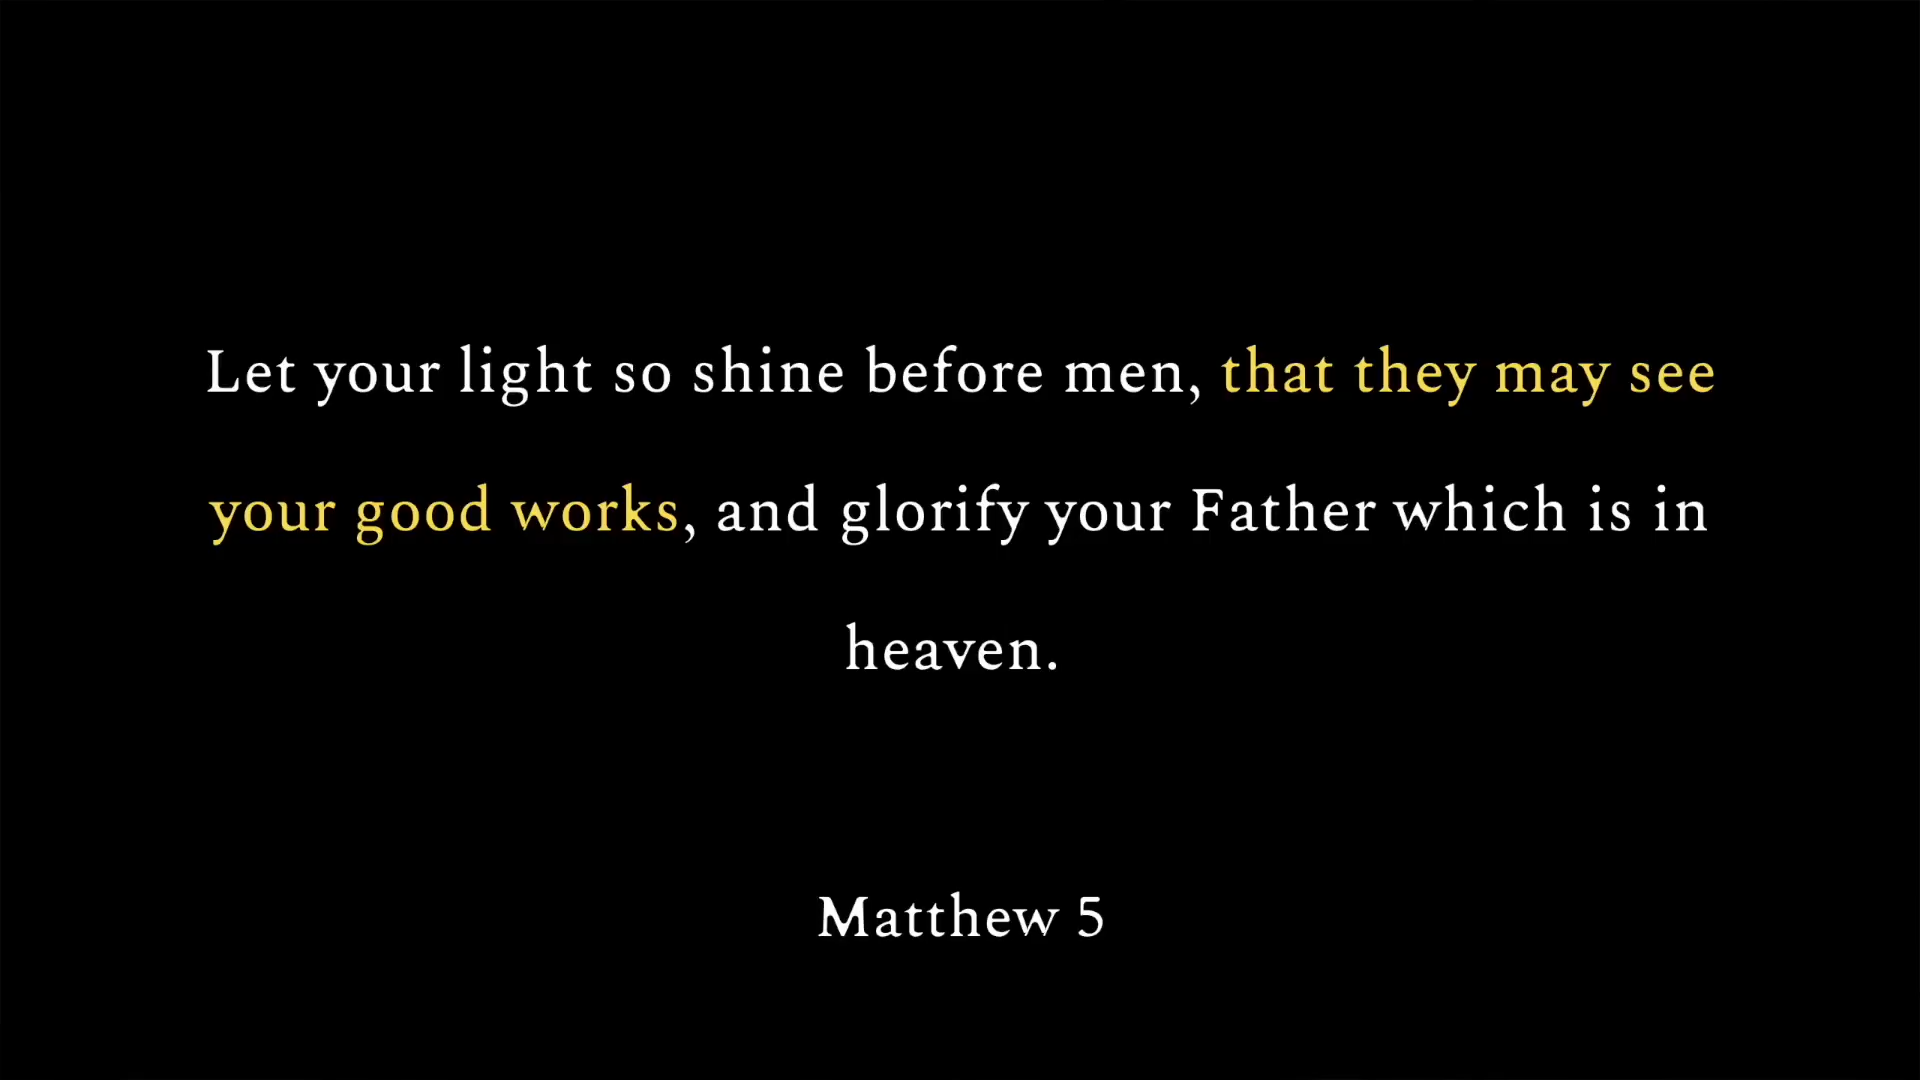 Let your light so shine before men, that they may see
your good works, and glorify your Father which is in
heaven.
Matthew 5